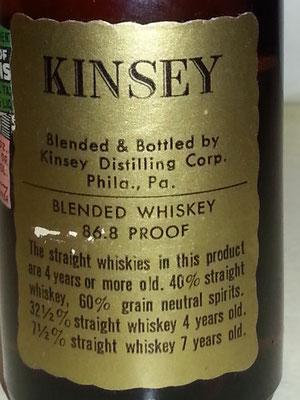 KINSEY
Blended & Bottled by
Kinsey Distilling Corp.
Phila., Pa.
BLENDED WHISKEY
86.8 PROOF
The straight whiskies in this product
are 4 years or more old. 40% straight
whiskey, 60% grain neutral spirits.
32½% straight whiskey 4 years old.
7½% straight whiskey 7 years old.